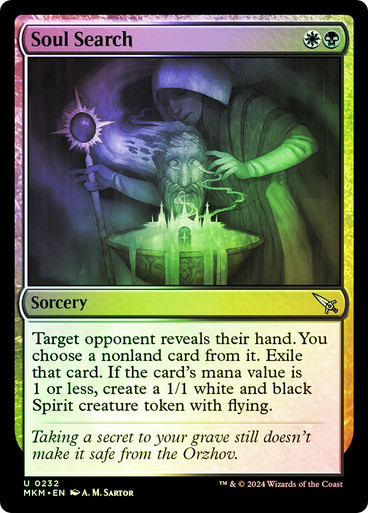 Soul Search
Sorcery
Target opponent reveals their hand. You
choose a nonland card from it. Exile
that card. If the card's mana value is
1 or less, create a 1/1 white and black
Spirit creature token with flying.
Taking a secret to your grave still doesn't
make it safe from the Orzhov.
U 0232
MKM • EN A. M. SARTOR
™ & © 2024 Wizards of the Coast